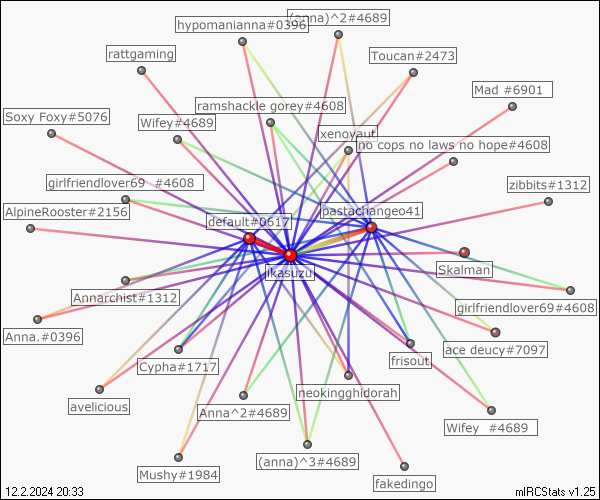 (anna)^2#4689
hypomanianna#0396
rattgaming
Toucan#2473
Mad #6901
ramshackle gorey#4608
Soxy Foxy#5076
Wifey#4689
xenoyaut
no cops no laws no hope#4608
girlfriendlover69 #4608
zibbits#1312
AlpineRooster#2156
pastachangeo41
default#0617
ikasuzu
Skalman
Annarchist#1312
girlfriendlover69#4608
Anna.#0396
ace deucy#7097
frisout
Cypha#1717
neokingghidorah
avelicious
Anna^2#4689
Wifey #4689
(anna)^3#4689
Mushy#1984
fakedingo
12.2.2024 20:33
mIRCStats v1.25